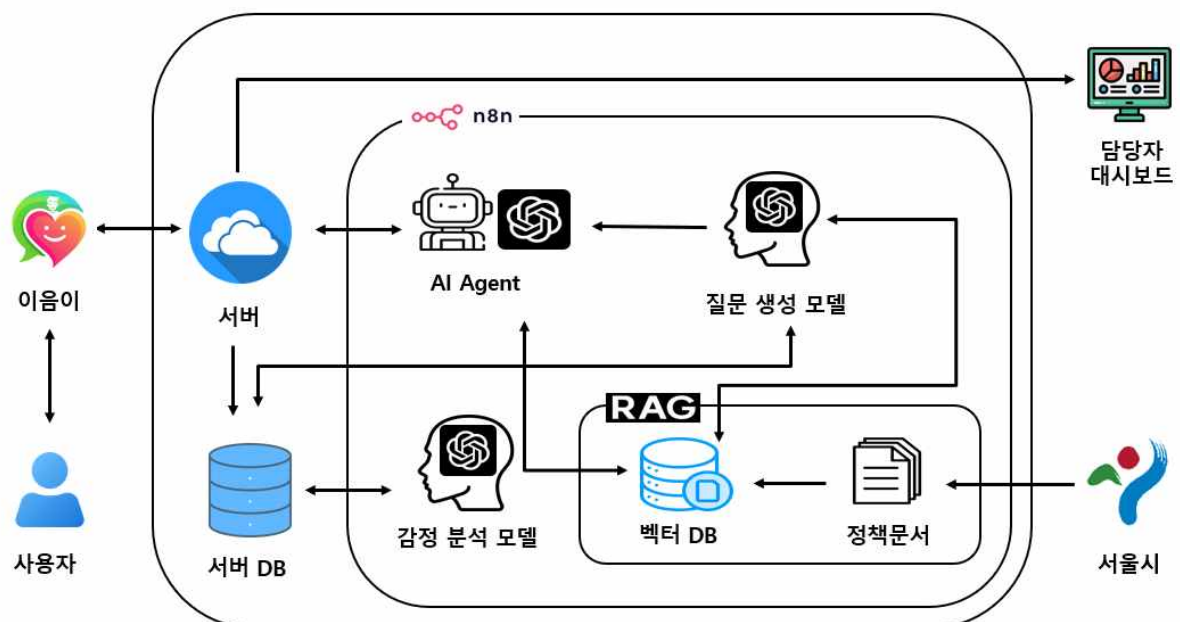 담당자
대시보드
n8n
이음이
서버
AI Agent
질문 생성 모델
RAG
사용자
서버 DB
감정 분석 모델
벡터 DB
정책문서
서울시